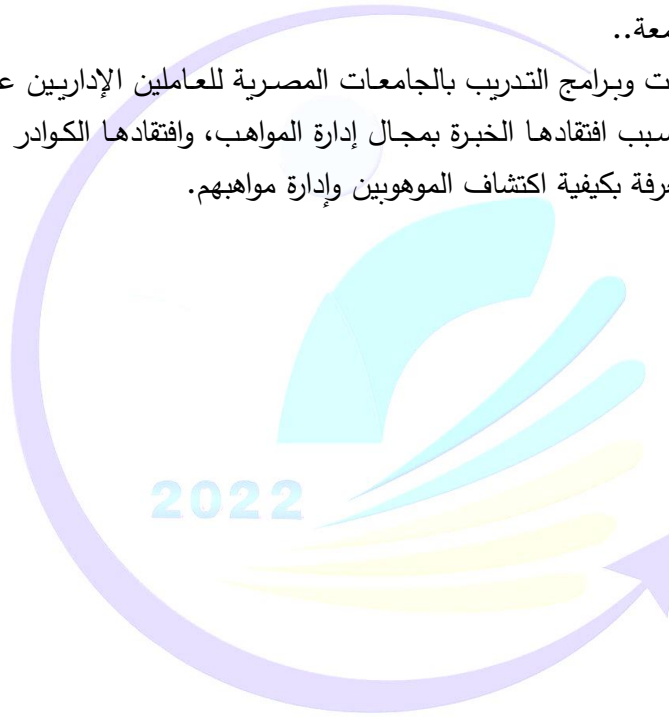 معة..
ت وبرامج التدريب بالجامعات المصرية للعاملين الإداريين ع
سبب افتقادها الخبرة بمجال إدارة المواهب، وافتقادها الكوادر
عرفة بكيفية اكتشاف الموهوبين وإدارة مواهبهم.
2022